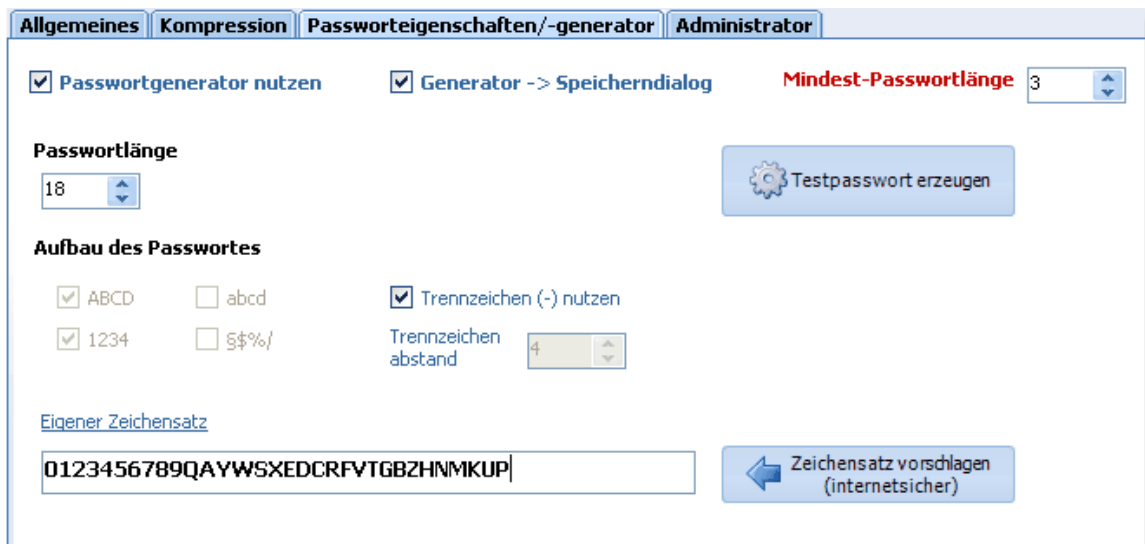 Allgemeines Kompression Passworteigenschaften/-generator Administrator
Passwortgenerator nutzen Generator -> Speicherndialog Mindest-Passwortlänge 3
Passwortlänge
18
Testpasswort erzeugen
Aufbau des Passwortes
ABCD abcd Trennzeichen (-) nutzen
1234 §$%/ Trennzeichen
abstand 4
Eigener Zeichensatz
0123456789QAYWSXEDCRFVTGBZHNMKUP
Zeichensatz vorschlagen
(internetsicher)